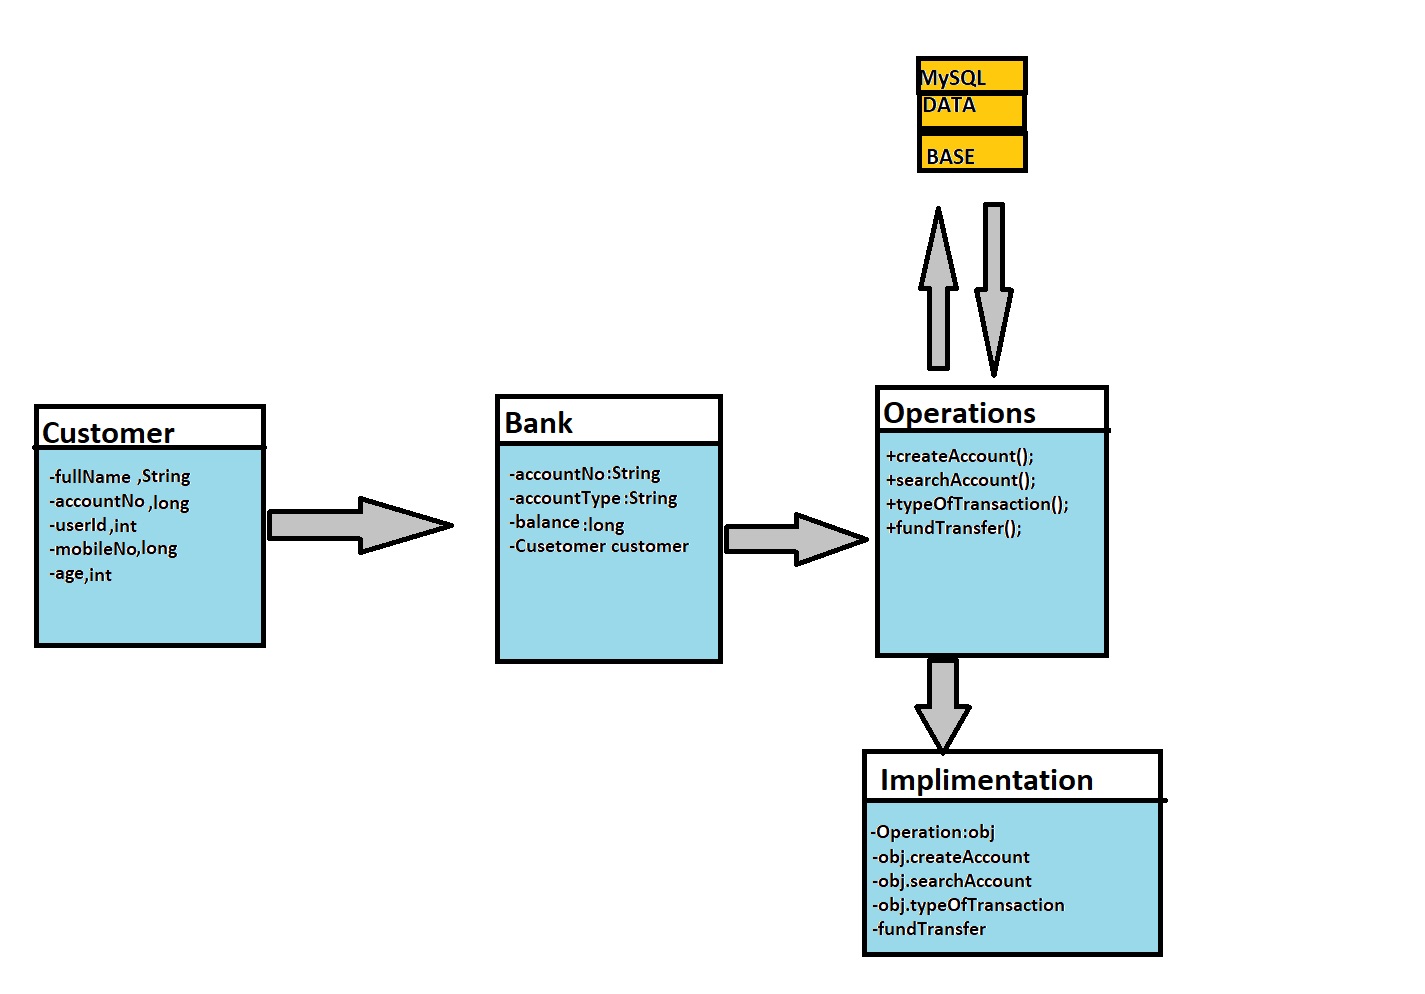 MySQL
DATA
BASE
Customer
-fullName ,String
-accountNo ,long
-userId,int
-mobileNo,long
-age,int
Bank
-accountNo:String
-accountType :String
-balance :long
-Cusetomer customer
Operations
+createAccount();
+searchAccount();
+typeOfTransaction();
+fundTransfer();
Implimentation
-Operation:obj
-obj.createAccount
-obj.searchAccount
-obj.typeOfTransaction
-fundTransfer